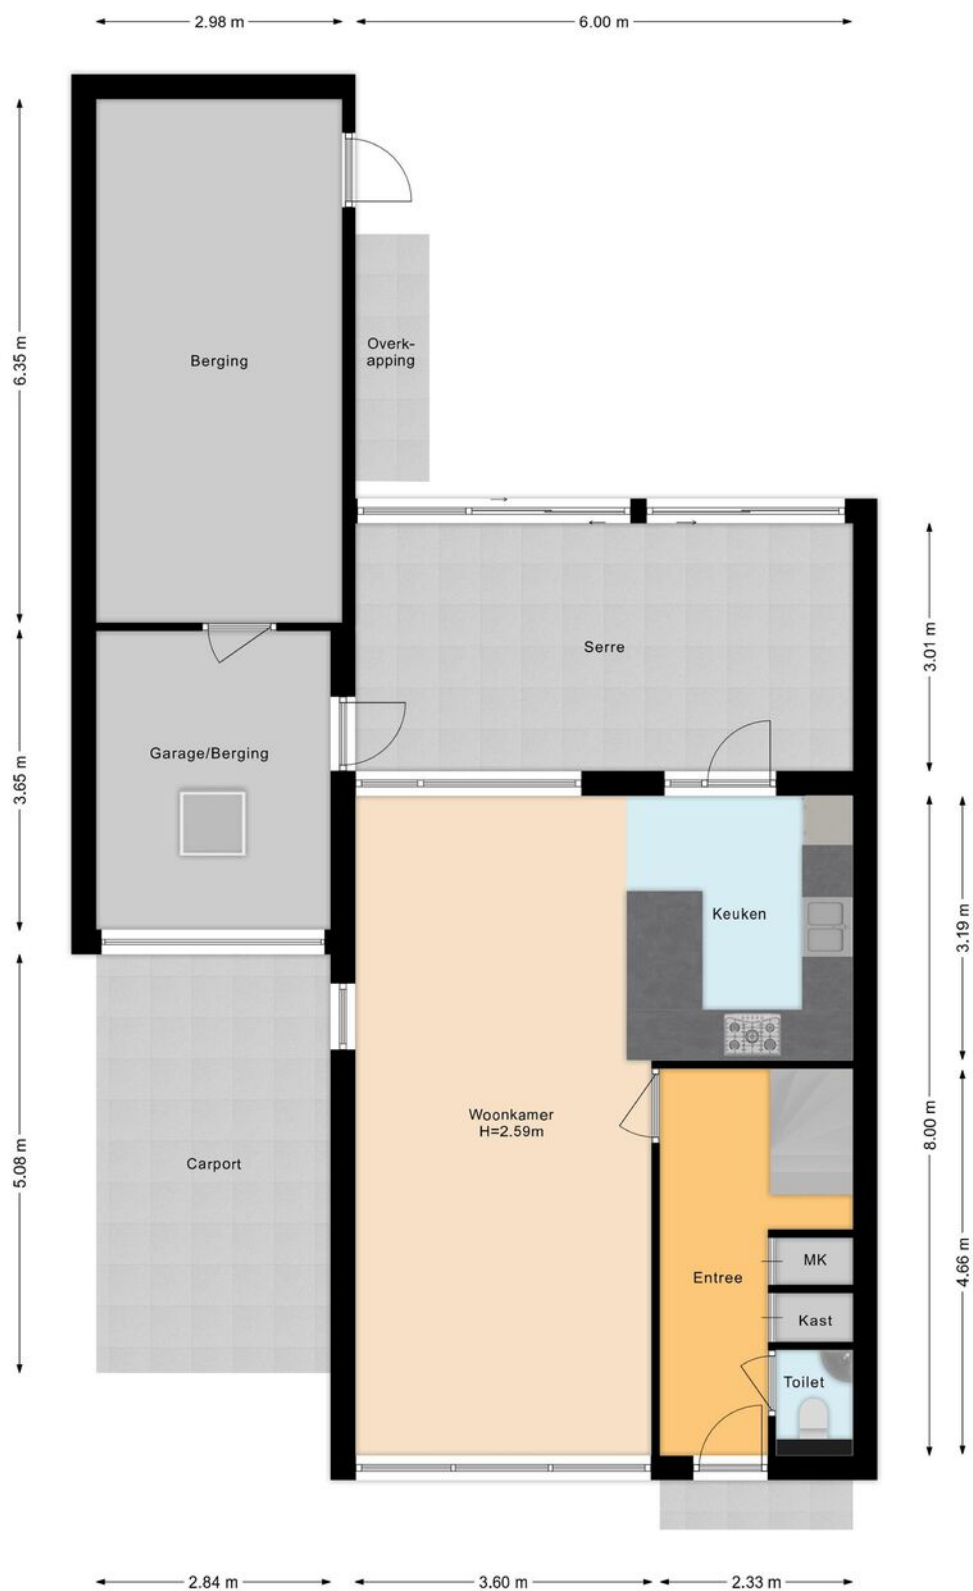 2.98 m
6.00 m
6.35 m
Berging
Overk-
apping
Serre
3.01 m
3.65 m
Garage/Berging
Keuken
3.19 m
Woonkamer
H=2.59m
8.00 m
5.08 m
Carport
4.66 m
MK
Entree
Kast
Toilet
2.84 m
3.60 m
2.33 m